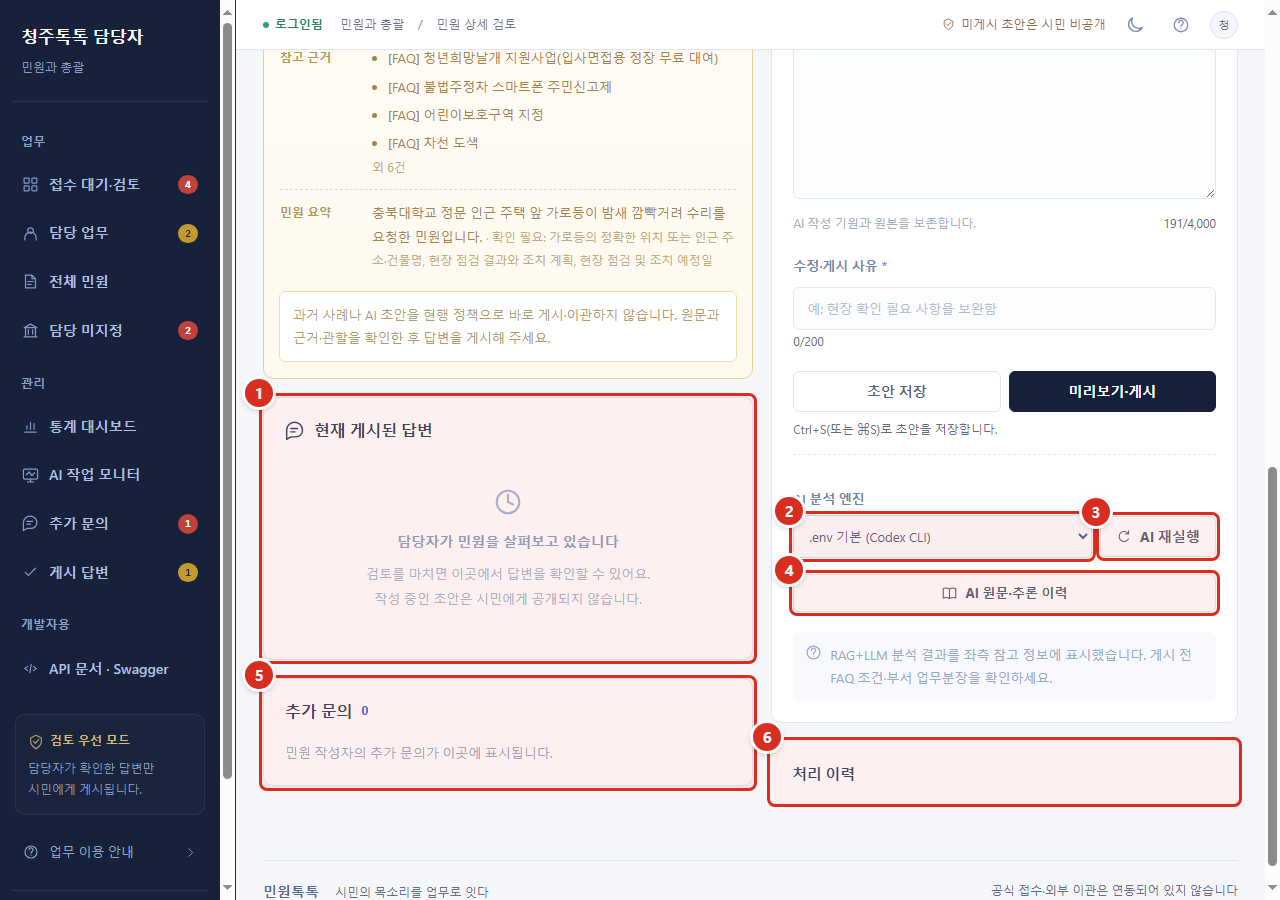 청주톡톡 담당자
민원과 총괄
업무
접수 대기·검토 4
담당 업무 2
전체 민원
담당 미지정 2
관리
통계 대시보드
AI 작업 모니터
추가 문의 1
게시 답변 1
개발자용
API 문서 · Swagger
검토 우선 모드
담당자가 확인한 답변만
시민에게 게시됩니다.
업무 이용 안내
로그인됨 민원과 총괄 / 민원 상세 검토
미게시 초안은 시민 비공개
청
참고 근거
[FAQ] 청년희망날개 지원사업(입사면접용 정장 무료 대여)
[FAQ] 불법주정차 스마트폰 주민신고제
[FAQ] 어린이보호구역 지정
[FAQ] 차선 도색
외 6건
민원 요약
충북대학교 정문 인근 주택 앞 가로등이 밤새 깜빡거려 수리를
요청한 민원입니다. · 확인 필요: 가로등의 정확한 위치 또는 인근 주
소·건물명, 현장 점검 결과와 조치 계획, 현장 점검 및 조치 예정일
과거 사례나 AI 초안을 현행 정책으로 바로 게시·이관하지 않습니다. 원문과
근거·관할을 확인한 후 답변을 게시해 주세요.
1
현재 게시된 답변
담당자가 민원을 살펴보고 있습니다
검토를 마치면 이곳에서 답변을 확인할 수 있어요.
작성 중인 초안은 시민에게 공개되지 않습니다.
5
추가 문의 0
민원 작성자의 추가 문의가 이곳에 표시됩니다.
AI 작성 기원과 원본을 보존합니다. 191/4,000
수정·게시 사유 *
예: 현장 확인 필요 사항을 보완함
0/200
초안 저장
미리보기·게시
Ctrl+S(또는 ⌘S)로 초안을 저장합니다.
AI 분석 엔진
2
.env 기본 (Codex CLI)
3
AI 재실행
4
AI 원문·추론 이력
RAG+LLM 분석 결과를 좌측 참고 정보에 표시했습니다. 게시 전
FAQ 조건·부서 업무분장을 확인하세요.
6
처리 이력
민원톡톡 시민의 목소리를 업무로 잇다
공식 접수·외부 이관은 연동되어 있지 않습니다